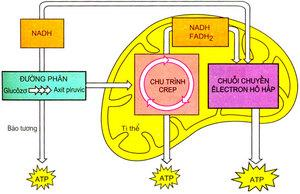 NADH
NADH
FADH₂
ĐƯỜNG PHÂN
Glucôzơ Axit piruvic
CHU TRÌNH
CREP
CHUỖI CHUYỀN
ÊLECTRON HÔ HẤP
Bào tương
Ti thể
ATP
ATP
ATP